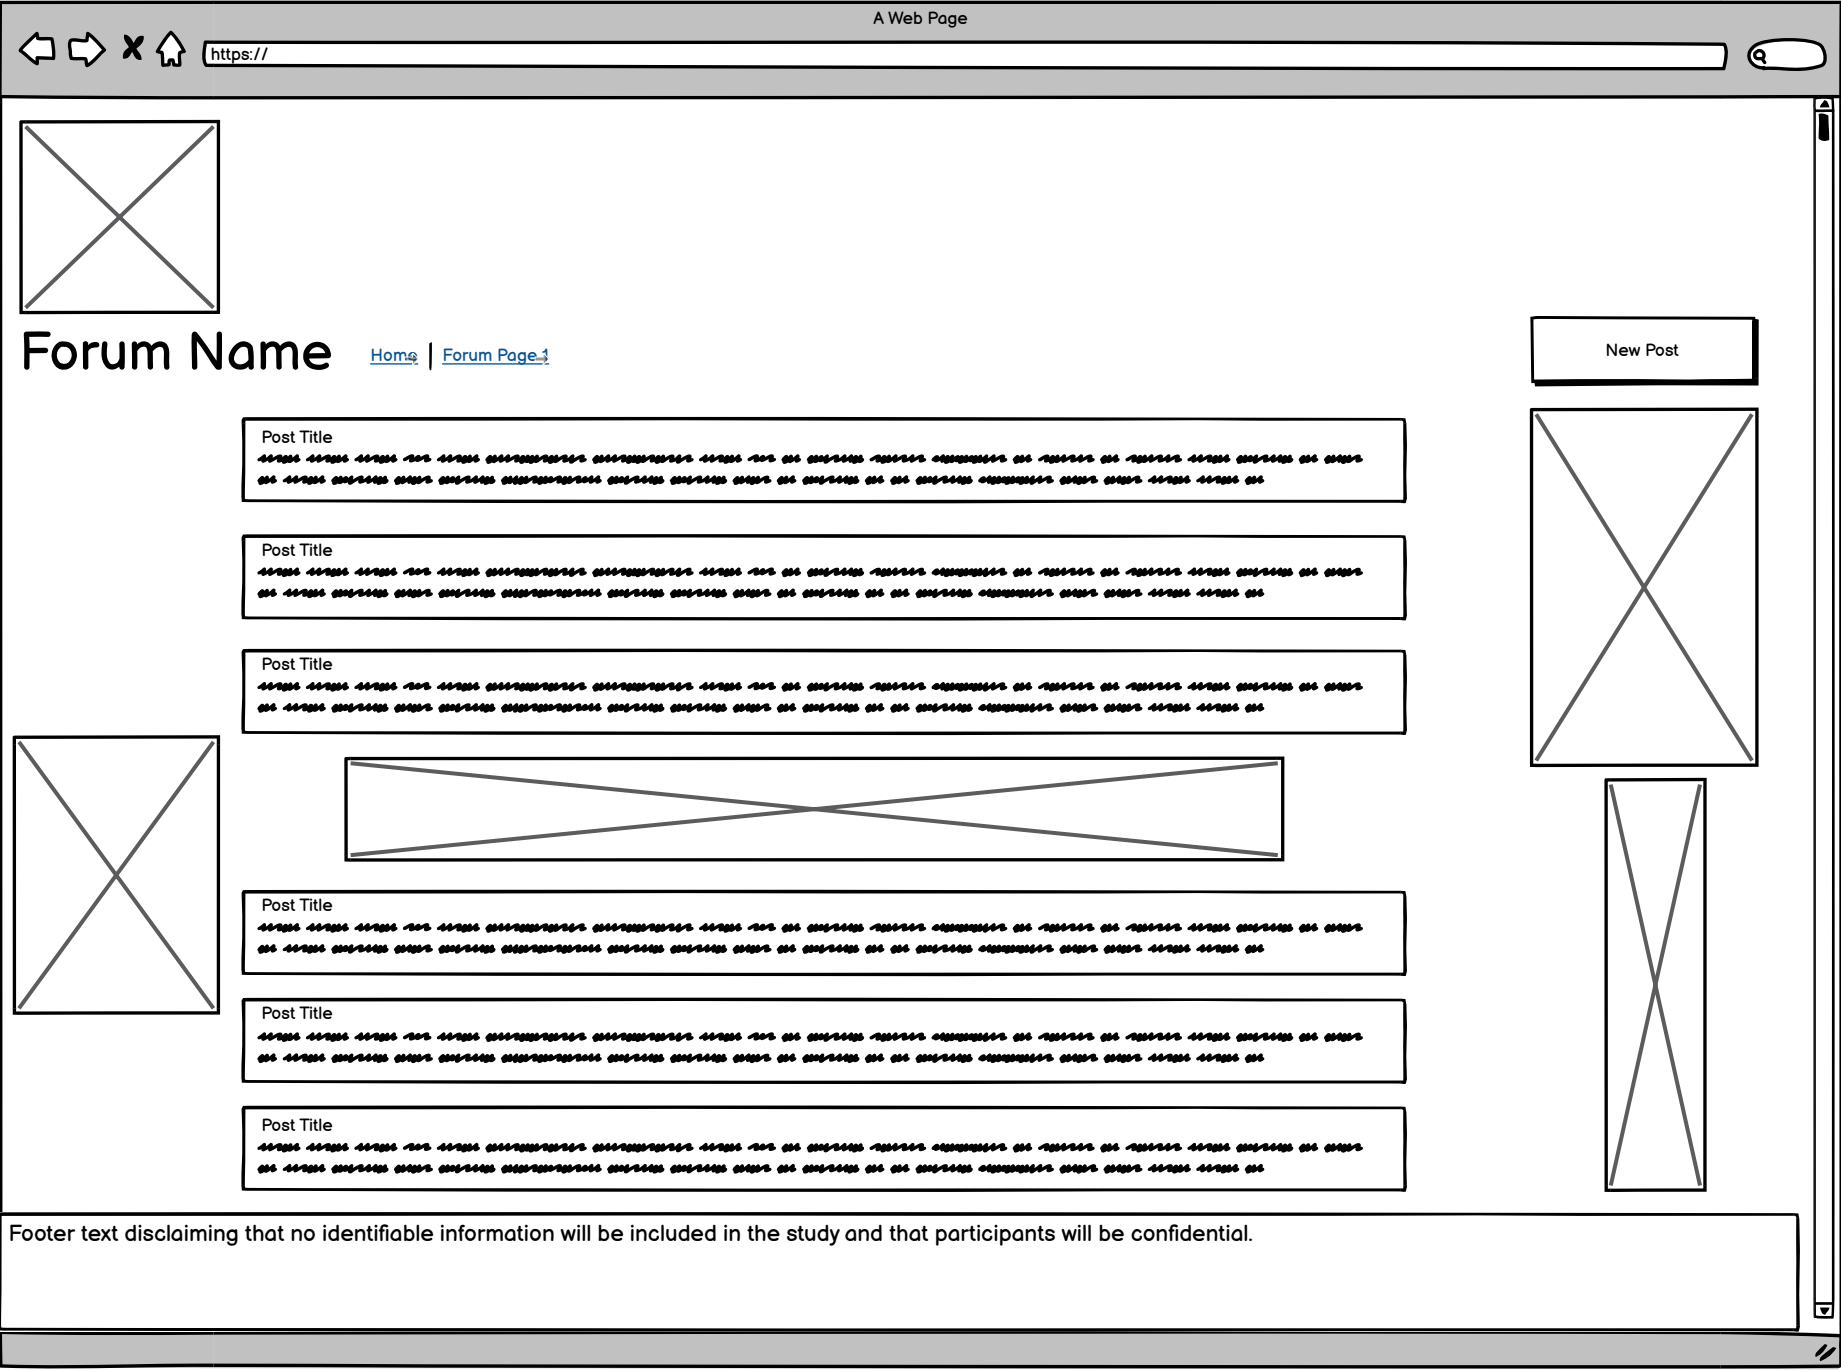 A Web Page
https://
Forum Name
Home | Forum Page 1
New Post
Post Title
Post Title
Post Title
Post Title
Post Title
Post Title
Footer text disclaiming that no identifiable information will be included in the study and that participants will be confidential.